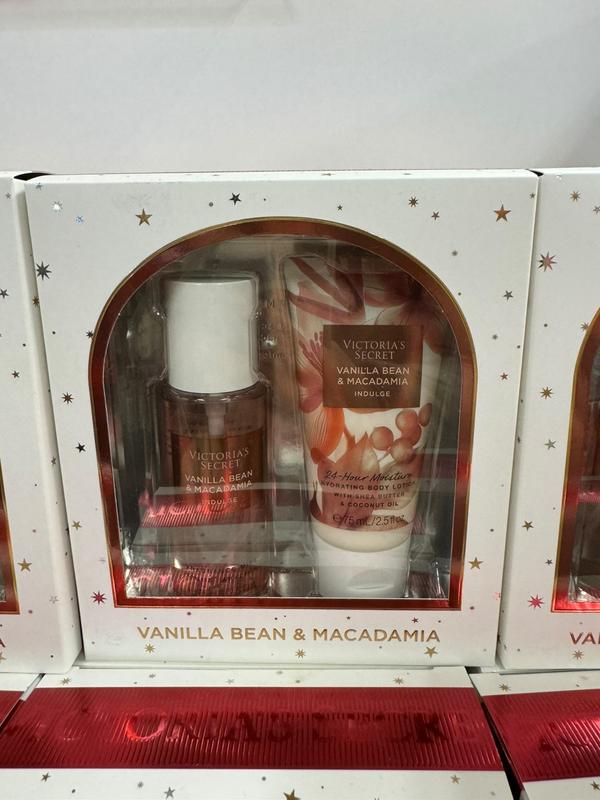 VICTORIA'S
SECRET
VANILLA BEAN
& MACADAMIA
INDULGE
VICTORIA'S
SECRET
VANILLA BEAN
& MACADAMIA
INDULGE
24-Hour Moisture
HYDRATING BODY LOTION
WITH SHEA BUTTER
& COCONUT OIL
℮75 mL/2.5 fl oz
VANILLA BEAN & MACADAMIA